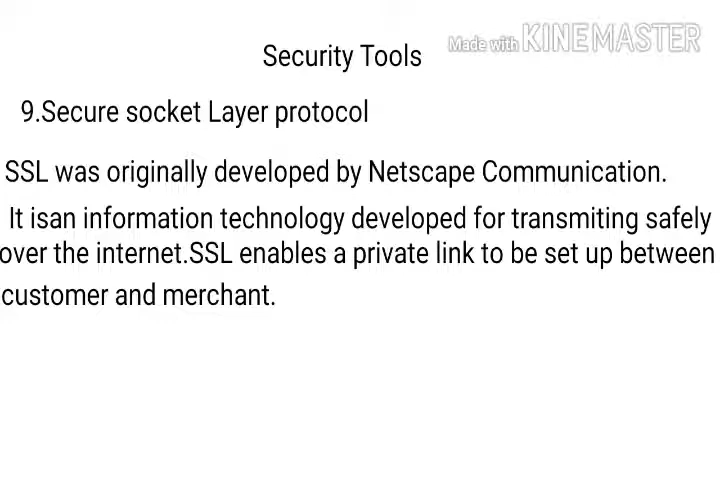 Security Tools
Made with KINEMASTER
9.Secure socket Layer protocol
SSL was originally developed by Netscape Communication.
It isan information technology developed for transmiting safely
over the internet.SSL enables a private link to be set up between
customer and merchant.